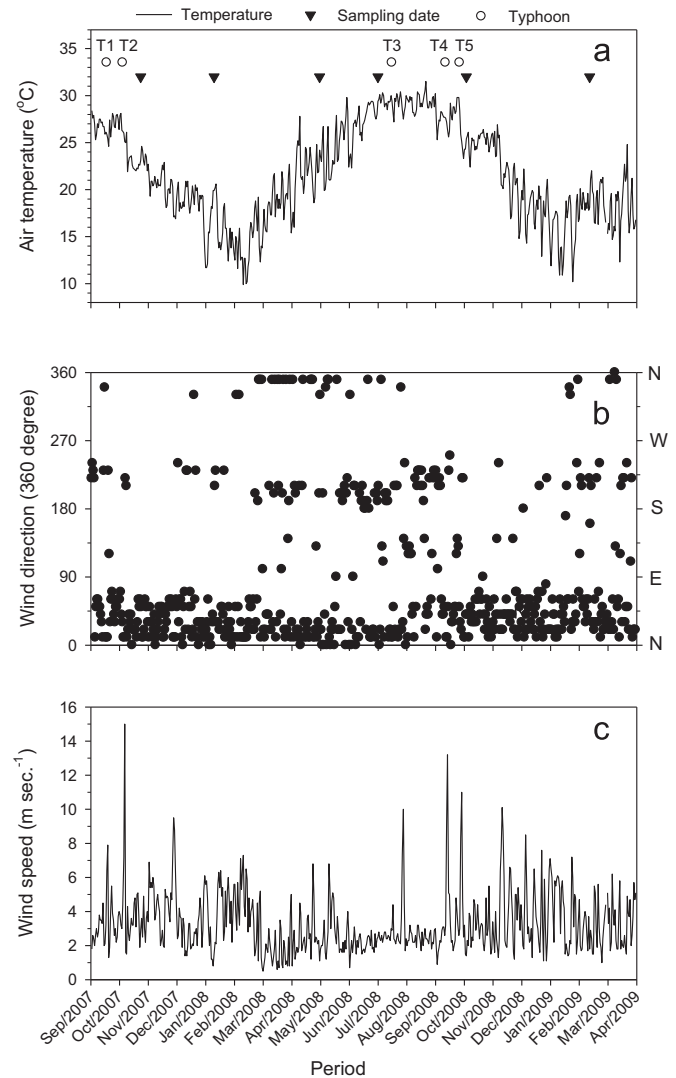 Temperature Sampling date Typhoon
T1 T2 T3 T4 T5
a
35
30
25
20
15
10
Air temperature (°C)
b
360
270
180
90
0
N
W
S
E
N
Wind direction (360 degree)
c
16
14
12
10
8
6
4
2
0
Wind speed (m sec.-1)
Sep/2007
Oct/2007
Nov/2007
Dec/2007
Jan/2008
Feb/2008
Mar/2008
Apr/2008
May/2008
Jun/2008
Jul/2008
Aug/2008
Sep/2008
Oct/2008
Nov/2008
Dec/2008
Jan/2009
Feb/2009
Mar/2009
Apr/2009
Period